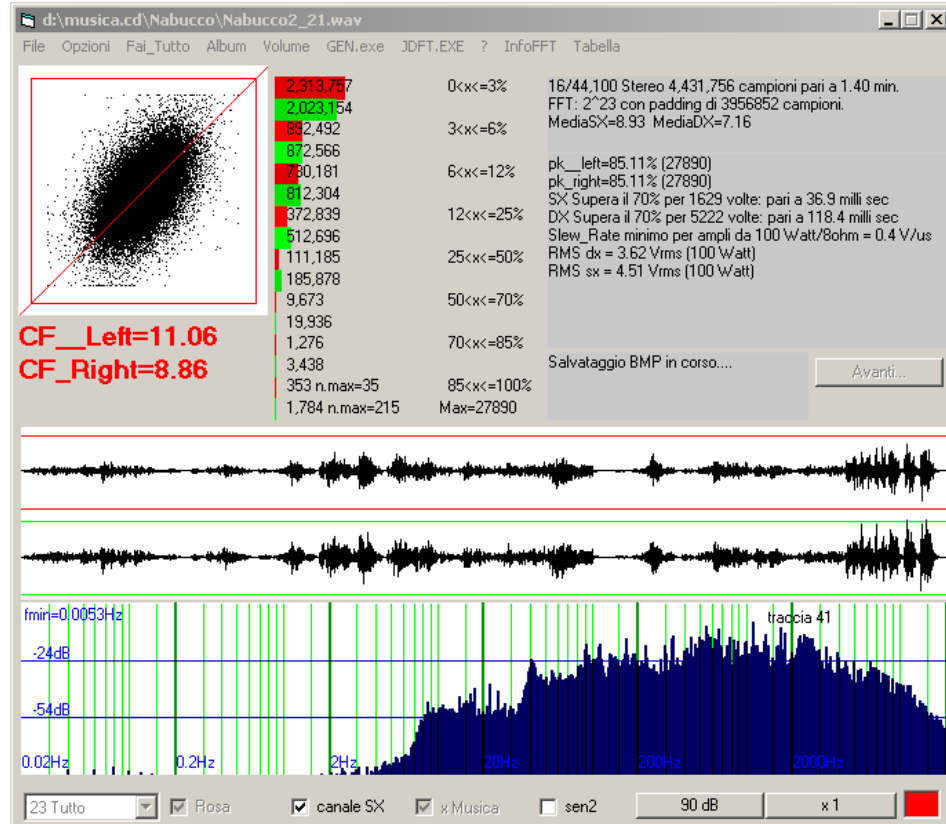 d:\musica.cd\Nabucco\Nabucco2_21.wav
File Opzioni Fai_Tutto Album Volume GEN.exe JDFT.EXE ? InfoFFT Tabella
2,313,757 0<x<=3%
2,023,154
892,492 3<x<=6%
872,566
730,181 6<x<=12%
812,304
372,839 12<x<=25%
512,696
111,185 25<x<=50%
185,878
9,673 50<x<=70%
19,936
1,276 70<x<=85%
3,438
353 n.max=35 85<x<=100%
1,784 n.max=215 Max=27890
CF__Left=11.06
CF_Right=8.86
16/44,100 Stereo 4,431,756 campioni pari a 1.40 min.
FFT: 2^23 con padding di 3956852 campioni.
MediaSX=8.93 MediaDX=7.16
pk__left=85.11% (27890)
pk_right=85.11% (27890)
SX Supera il 70% per 1629 volte: pari a 36.9 milli sec
DX Supera il 70% per 5222 volte: pari a 118.4 milli sec
Slew_Rate minimo per ampli da 100 Watt/8ohm = 0.4 V/us
RMS dx = 3.62 Vrms (100 Watt)
RMS sx = 4.51 Vrms (100 Watt)
Salvataggio BMP in corso....
Avanti...
fmin=0.0053Hz
traccia 41
-24dB
-54dB
0.02Hz 0.2Hz 2Hz 20Hz 200Hz 2000Hz
23 Tutto Rosa canale SX x Musica sen2 90 dB x 1